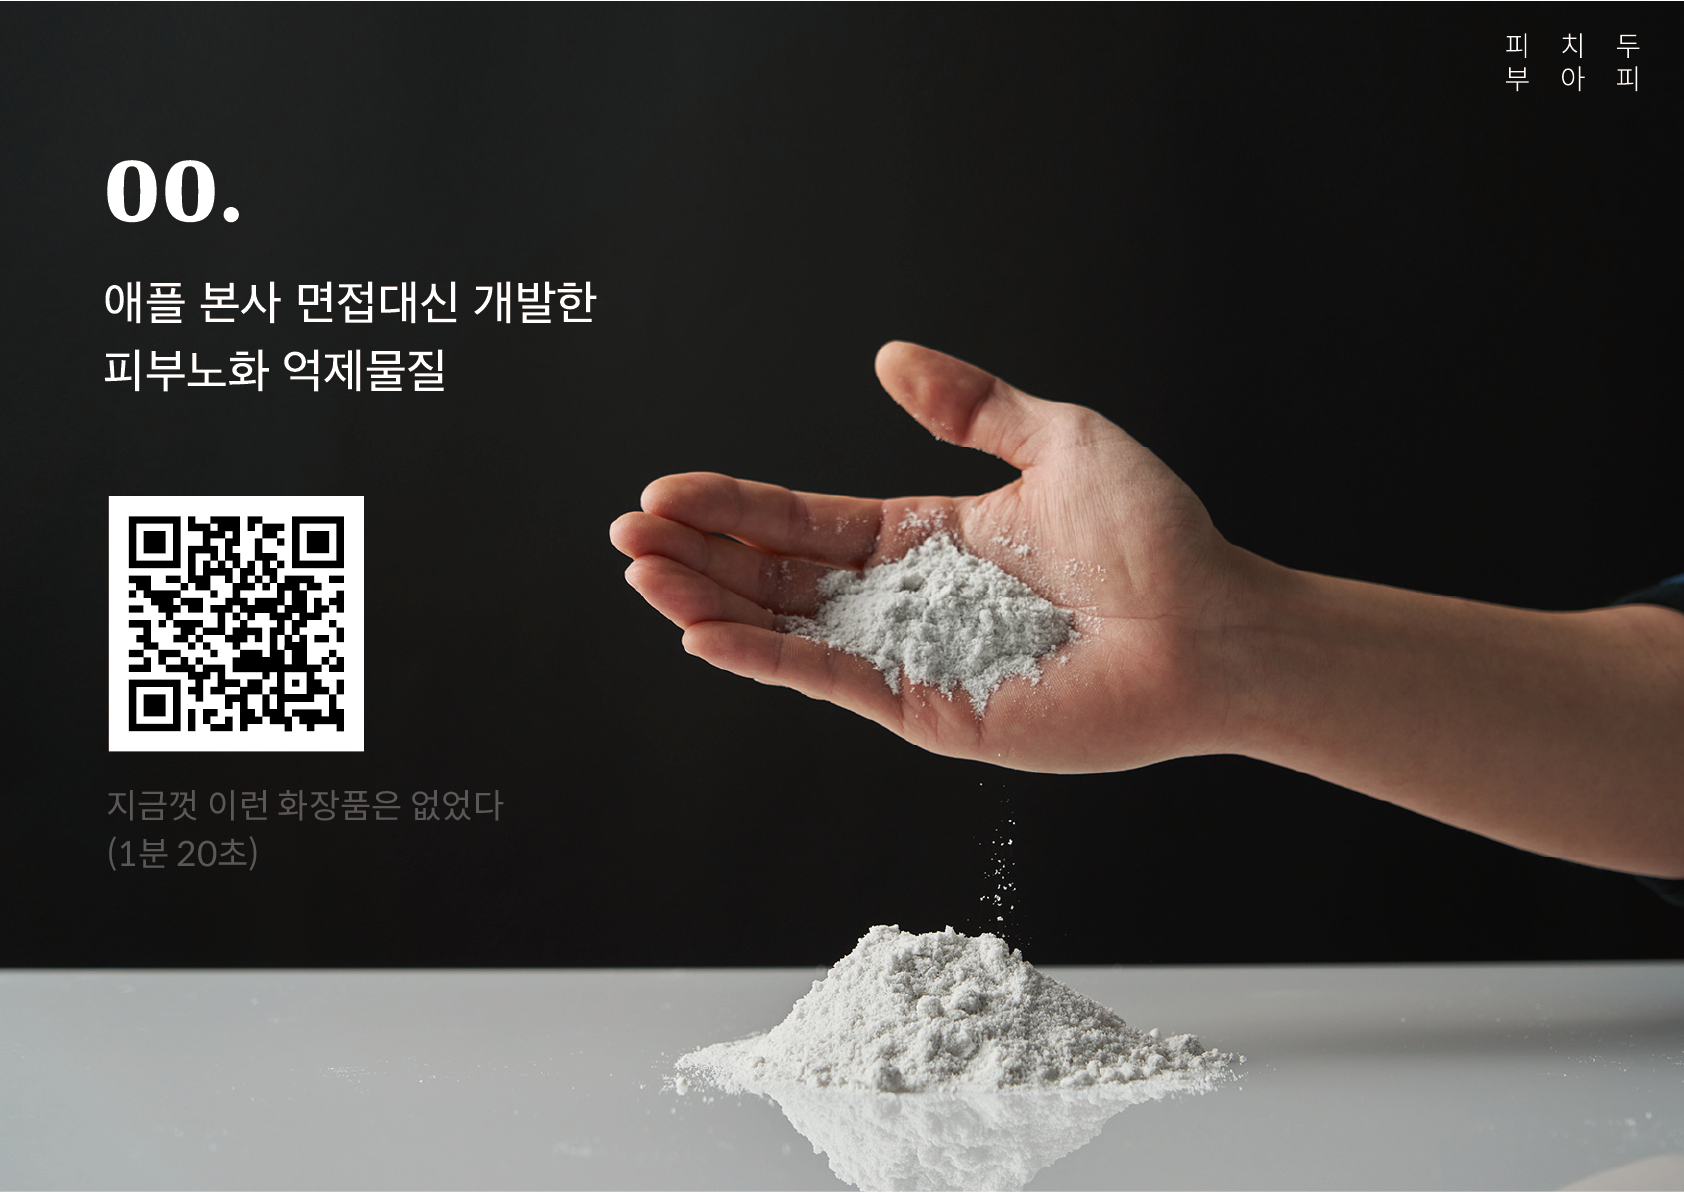 피부 치아 두피
00.
애플 본사 면접대신 개발한
피부노화 억제물질
지금껏 이런 화장품은 없었다
(1분 20초)